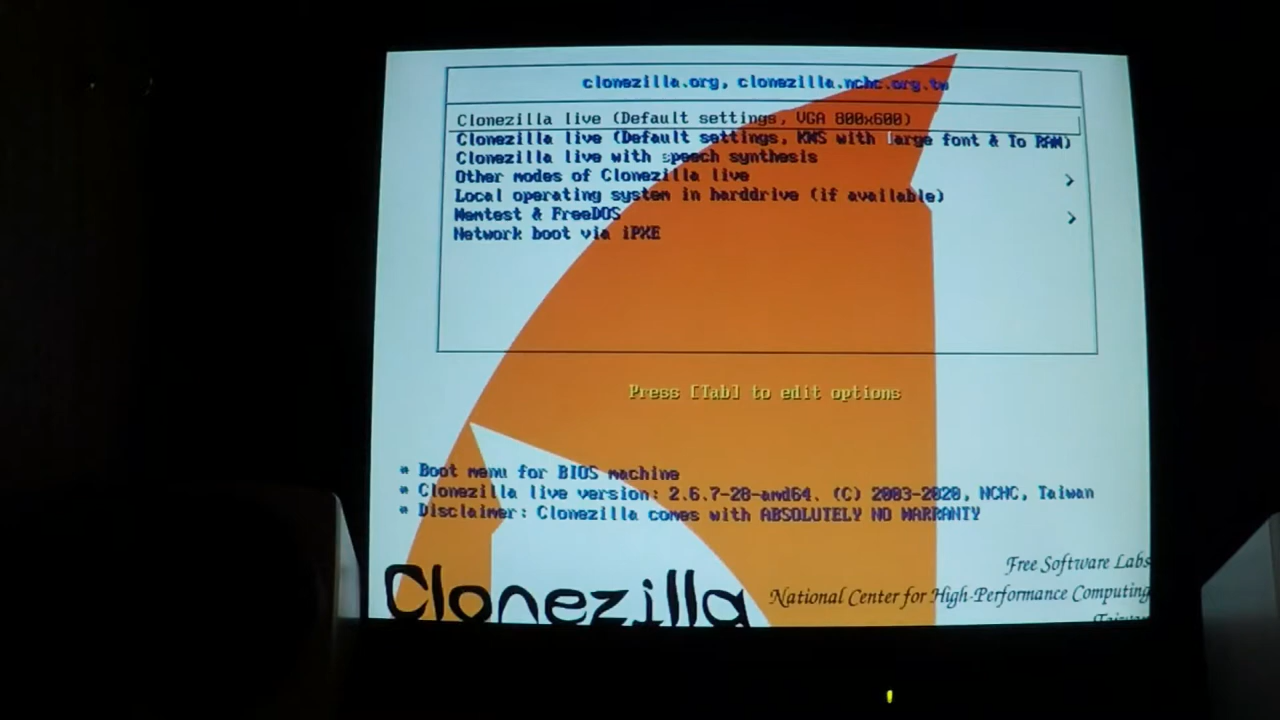 clonezilla.org, clonezilla.nchc.org.tw
Clonezilla live (Default settings, VGA 800x600)
Clonezilla live (Default settings, KMS with large font & To RAM)
Clonezilla live with speech synthesis
Other modes of Clonezilla live >
Local operating system in harddrive (if available)
Memtest & FreeDOS >
Network boot via iPXE
Press [Tab] to edit options
* Boot menu for BIOS machine
* Clonezilla live version: 2.6.7-28-amd64. (C) 2003-2020, NCHC, Taiwan
* Disclaimer: Clonezilla comes with ABSOLUTELY NO WARRANTY
Free Software Labs
Clonezilla National Center for High-Performance Computing
Taiwan